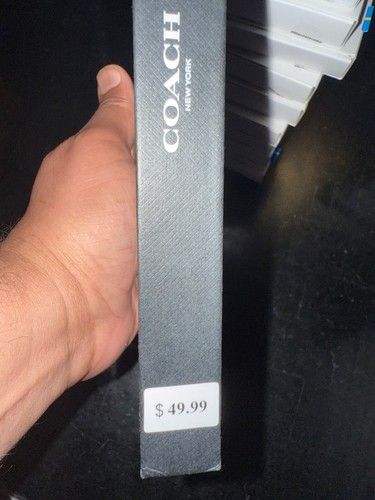 COACH
NEW YORK
$ 49.99